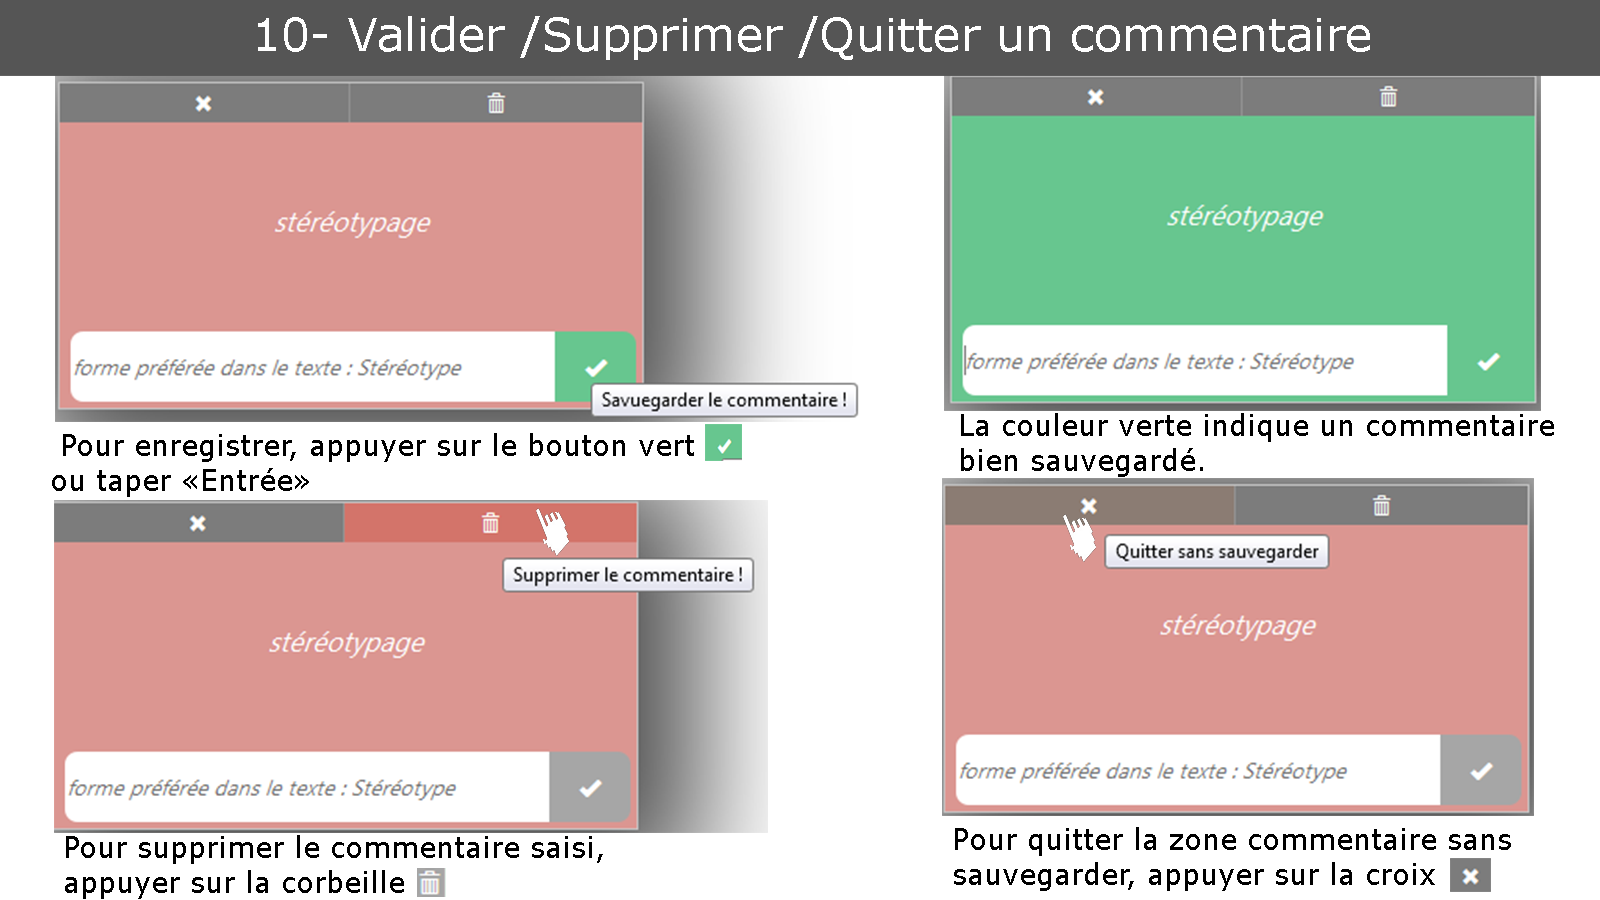 10- Valider /Supprimer /Quitter un commentaire
stéréotypage
forme préférée dans le texte : Stéréotype
Savuegarder le commentaire !
Pour enregistrer, appuyer sur le bouton vert
ou taper «Entrée»
stéréotypage
forme préférée dans le texte : Stéréotype
La couleur verte indique un commentaire
bien sauvegardé.
Supprimer le commentaire !
stéréotypage
forme préférée dans le texte : Stéréotype
Pour supprimer le commentaire saisi,
appuyer sur la corbeille
Quitter sans sauvegarder
stéréotypage
forme préférée dans le texte : Stéréotype
Pour quitter la zone commentaire sans
sauvegarder, appuyer sur la croix